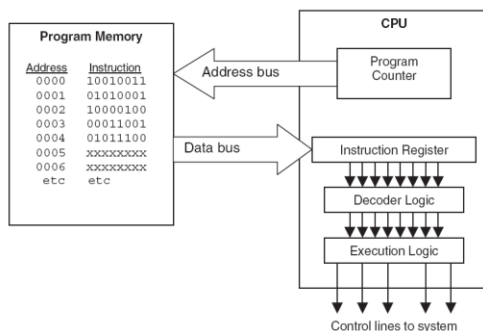 Program Memory
Address Instruction
0000 10010011
0001 01010001
0002 10000100
0003 00011001
0004 01011100
0005 xxxxxxxx
0006 xxxxxxxx
etc etc
Address bus
Data bus
CPU
Program
Counter
Instruction Register
Decoder Logic
Execution Logic
Control lines to system